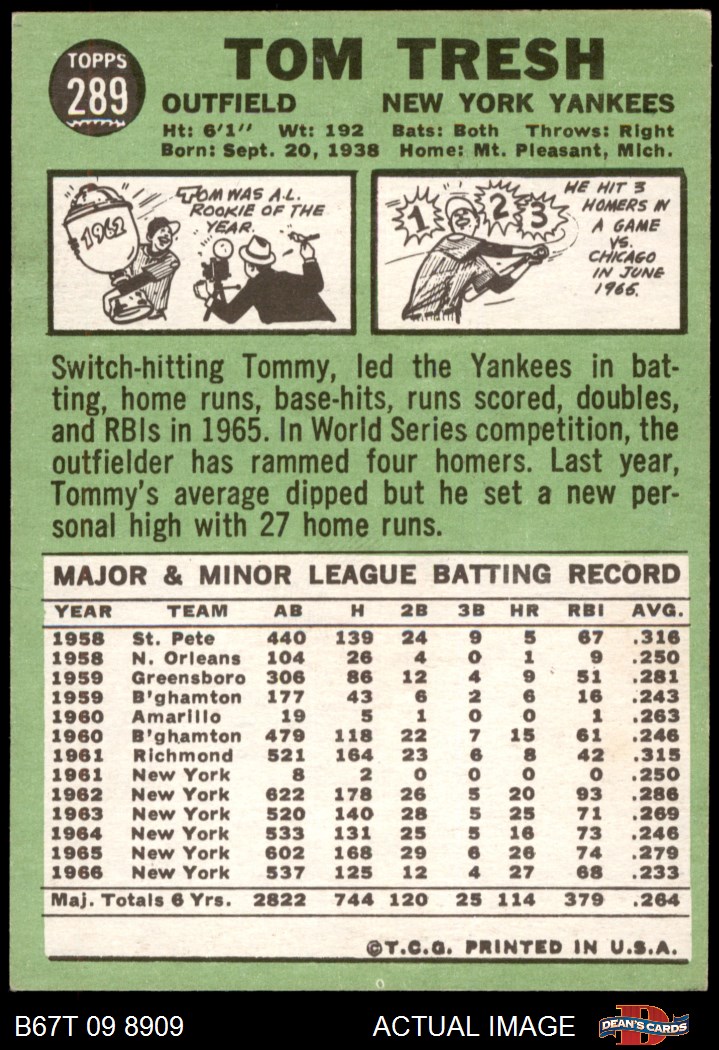 TOPPS
289
TOM TRESH
OUTFIELD NEW YORK YANKEES
Ht: 6'1" Wt: 192 Bats: Both Throws: Right
Born: Sept. 20, 1938 Home: Mt. Pleasant, Mich.
1962
TOM WAS A.L.
ROOKIE OF THE
YEAR.
1 2 3
HE HIT 3
HOMERS IN
A GAME
VS.
CHICAGO
IN JUNE
1965.
Switch-hitting Tommy, led the Yankees in bat-
ting, home runs, base-hits, runs scored, doubles,
and RBIs in 1965. In World Series competition, the
outfielder has rammed four homers. Last year,
Tommy's average dipped but he set a new per-
sonal high with 27 home runs.
MAJOR & MINOR LEAGUE BATTING RECORD
YEAR TEAM AB H 2B 3B HR RBI AVG.
1958 St. Pete 440 139 24 9 5 67 .316
1958 N. Orleans 104 26 4 0 1 9 .250
1959 Greensboro 306 86 12 4 9 51 .281
1959 B'ghamton 177 43 6 2 6 16 .243
1960 Amarillo 19 5 1 0 0 1 .263
1960 B'ghamton 479 118 22 7 15 61 .246
1961 Richmond 521 164 23 6 8 42 .315
1961 New York 8 2 0 0 0 0 .250
1962 New York 622 178 26 5 20 93 .286
1963 New York 520 140 28 5 25 71 .269
1964 New York 533 131 25 5 16 73 .246
1965 New York 602 168 29 6 26 74 .279
1966 New York 537 125 12 4 27 68 .233
Maj. Totals 6 Yrs. 2822 744 120 25 114 379 .264
©T.C.G. PRINTED IN U.S.A.
B67T 09 8909 ACTUAL IMAGE
DEAN'S CARDS